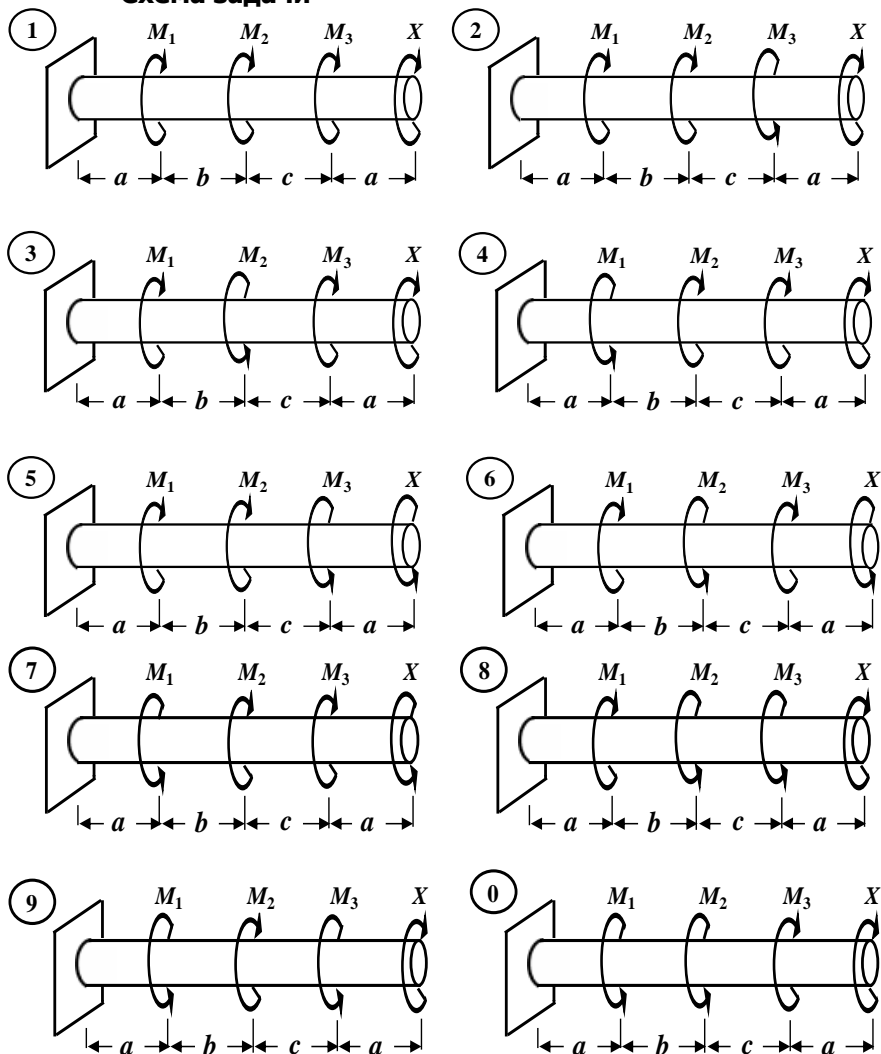 Схема задачи
1 M₁ M₂ M₃ X
a b c a
2 M₁ M₂ M₃ X
a b c a
3 M₁ M₂ M₃ X
a b c a
4 M₁ M₂ M₃ X
a b c a
5 M₁ M₂ M₃ X
a b c a
6 M₁ M₂ M₃ X
a b c a
7 M₁ M₂ M₃ X
a b c a
8 M₁ M₂ M₃ X
a b c a
9 M₁ M₂ M₃ X
a b c a
0 M₁ M₂ M₃ X
a b c a